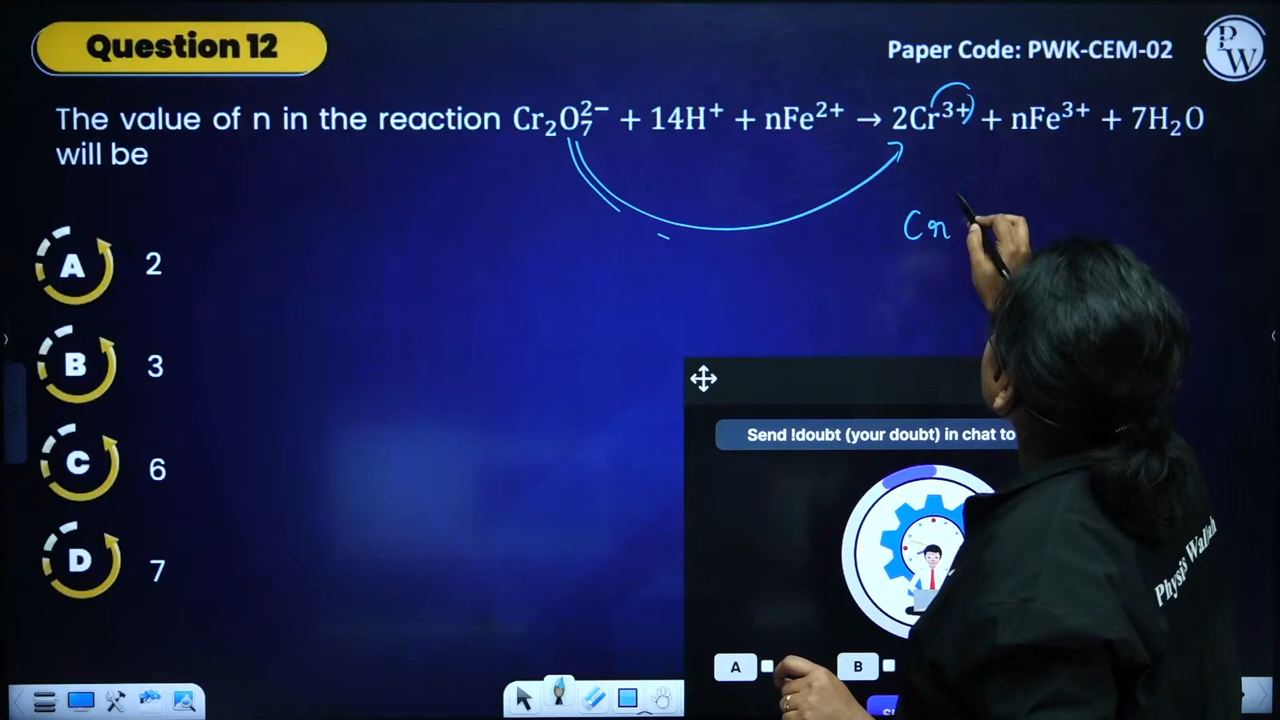 Question 12
Paper Code: PWK-CEM-02
PW
The value of n in the reaction Cr₂O₇²⁻ + 14H⁺ + nFe²⁺ → 2Cr³⁺ + nFe³⁺ + 7H₂O
will be
A 2
B 3
C 6
D 7
Cr
Send !doubt (your doubt) in chat to
A
B